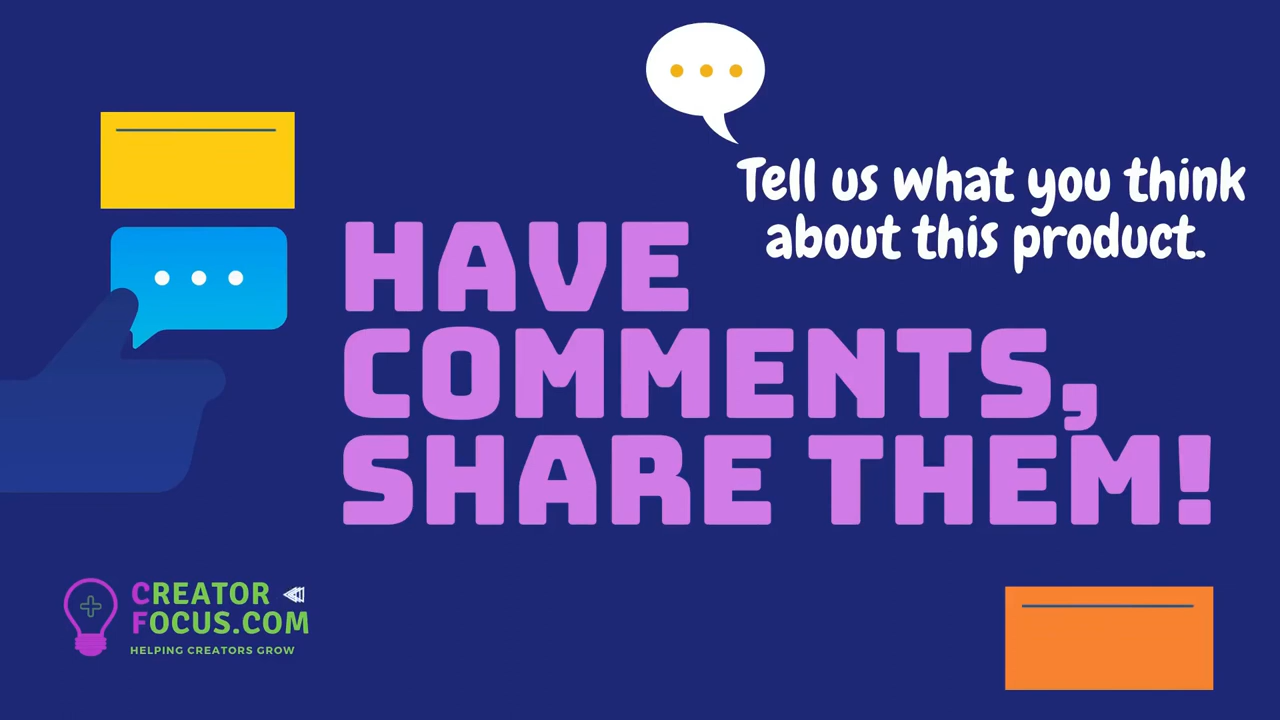 Tell us what you think
about this product.
HAVE
COMMENTS,
SHARE THEM!
CREATOR
FOCUS.COM
HELPING CREATORS GROW